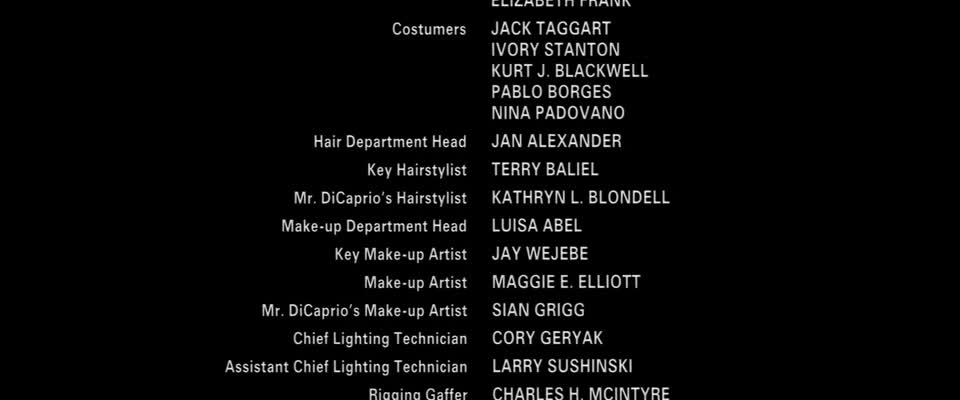 ELIZABETH FRANK
Costumers JACK TAGGART
IVORY STANTON
KURT J. BLACKWELL
PABLO BORGES
NINA PADOVANO
Hair Department Head JAN ALEXANDER
Key Hairstylist TERRY BALIEL
Mr. DiCaprio's Hairstylist KATHRYN L. BLONDELL
Make-up Department Head LUISA ABEL
Key Make-up Artist JAY WEJEBE
Make-up Artist MAGGIE E. ELLIOTT
Mr. DiCaprio's Make-up Artist SIAN GRIGG
Chief Lighting Technician CORY GERYAK
Assistant Chief Lighting Technician LARRY SUSHINSKI
Rigging Gaffer CHARLES H. MCINTYRE